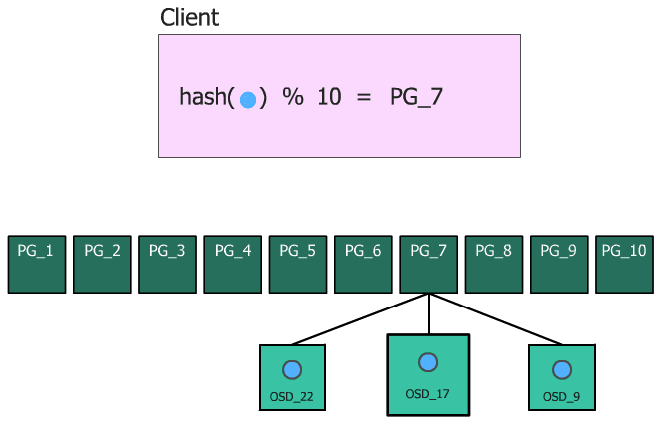 Client
hash( ) % 10 = PG_7
PG_1 PG_2 PG_3 PG_4 PG_5 PG_6 PG_7 PG_8 PG_9 PG_10
OSD_22 OSD_17 OSD_9